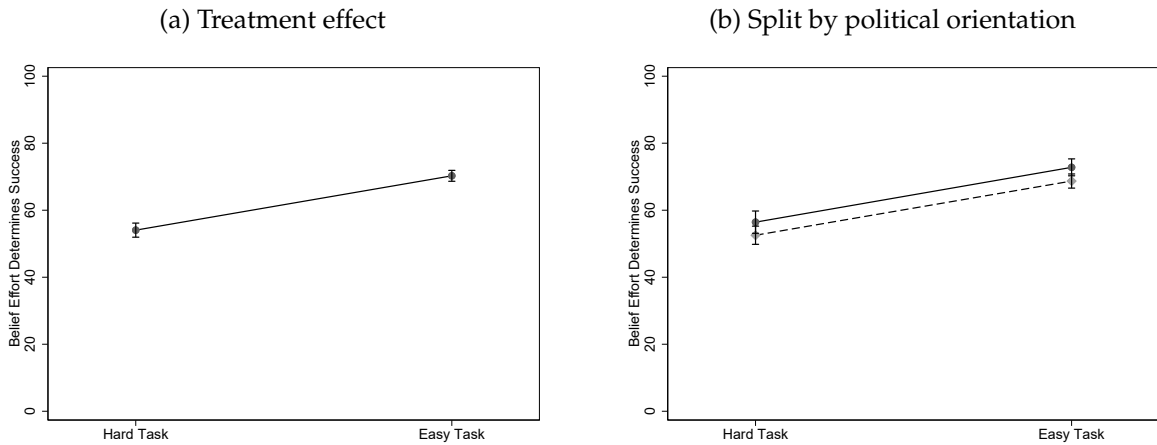 (a) Treatment effect
Belief Effort Determines Success
100
80
60
40
20
0
Hard Task Easy Task
(b) Split by political orientation
Belief Effort Determines Success
100
80
60
40
20
0
Hard Task Easy Task